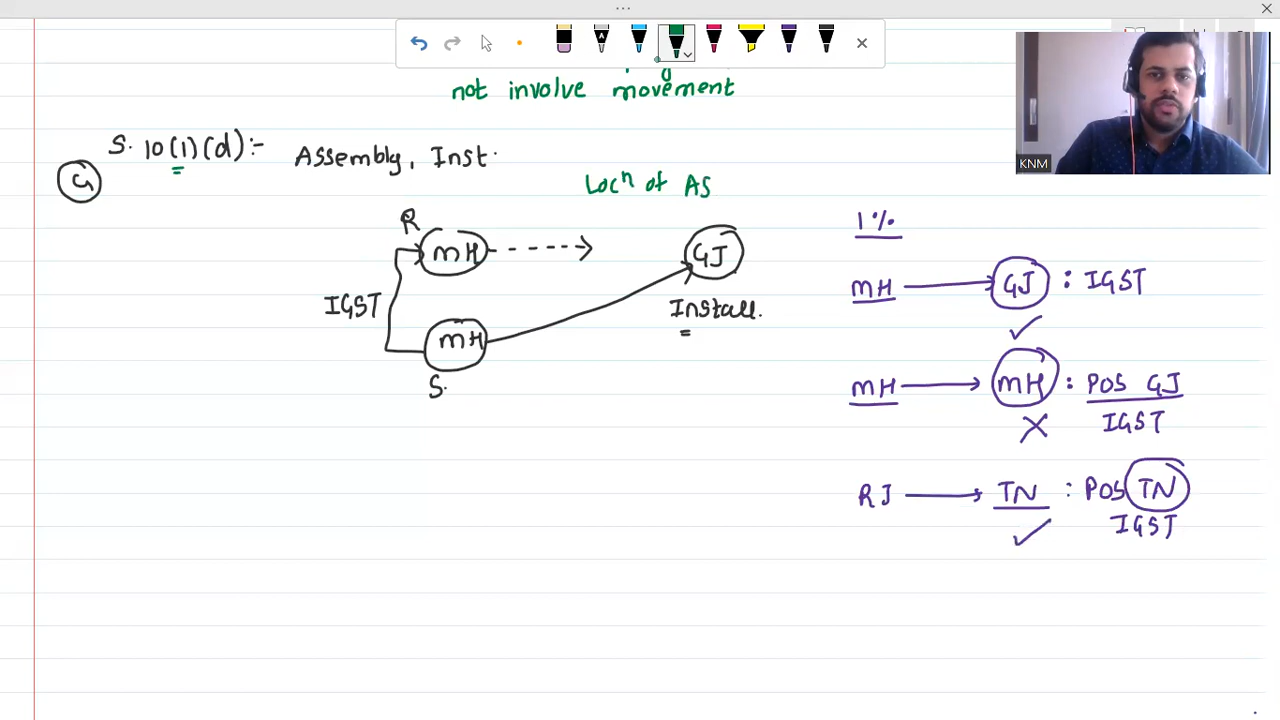 not involve movement
S. 10(1)(d):- Assembly, Inst.
G
Locⁿ of AS
R
MH GJ
IGST
Install.
MH
S.
1%
MH GJ : IGST
MH MH : POS GJ
IGST
RJ TN : POS TN
IGST
KNM